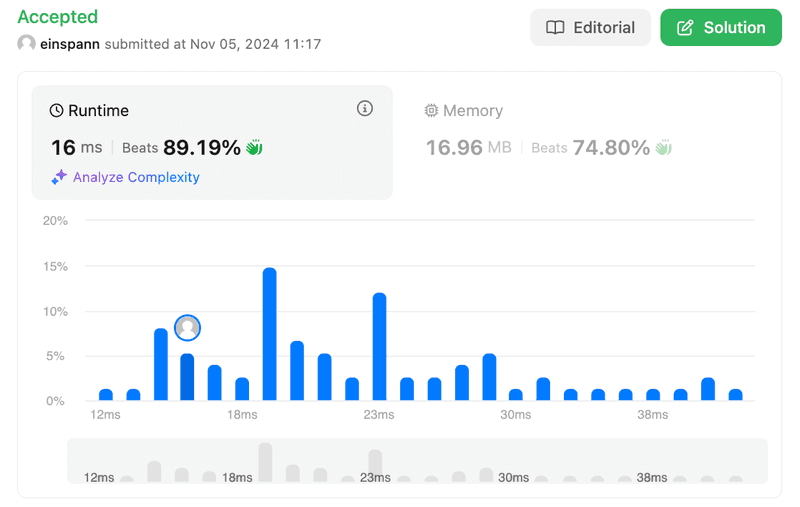 Accepted
einspann submitted at Nov 05, 2024 11:17
Editorial
Solution
Runtime
16 ms | Beats 89.19%
Analyze Complexity
Memory
16.96 MB | Beats 74.80%
20%
15%
10%
5%
0%
12ms 18ms 23ms 30ms 38ms
12ms 18ms 23ms 30ms 38ms